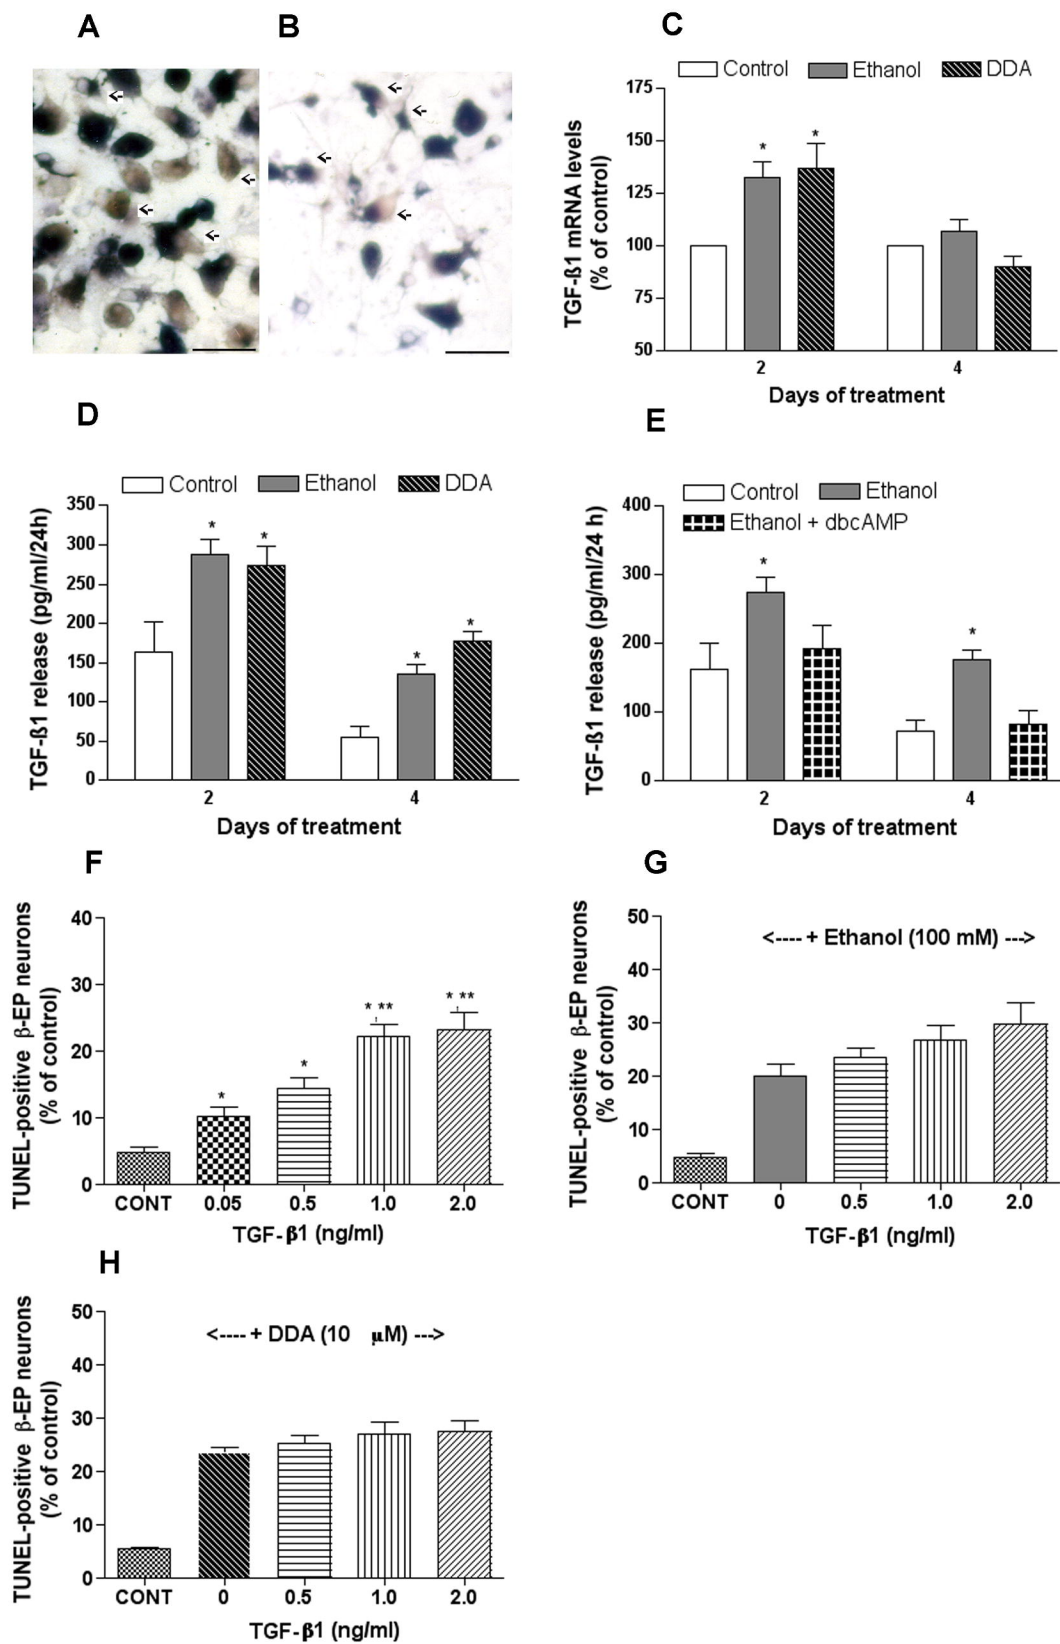 A
B
C
Control Ethanol DDA
TGF-ß1 mRNA levels
(% of control)
175
150
125
100
75
50
* *
2 4
Days of treatment
D
Control Ethanol DDA
TGF-ß1 release (pg/ml/24h)
350
300
250
200
150
100
50
0
* *
* *
2 4
Days of treatment
E
Control Ethanol
Ethanol + dbcAMP
TGF-ß1 release (pg/ml/24 h)
400
300
200
100
0
*
*
2 4
Days of treatment
F
TUNEL-positive β-EP neurons
(% of control)
40
30
20
10
0
* * *,** *,**
CONT 0.05 0.5 1.0 2.0
TGF-β1 (ng/ml)
G
TUNEL-positive β-EP neurons
(% of control)
50
40
30
20
10
0
<---- + Ethanol (100 mM) --->
CONT 0 0.5 1.0 2.0
TGF-β1 (ng/ml)
H
TUNEL-positive β-EP neurons
(% of control)
50
40
30
20
10
0
<---- + DDA (10 μM) --->
CONT 0 0.5 1.0 2.0
TGF-β1 (ng/ml)